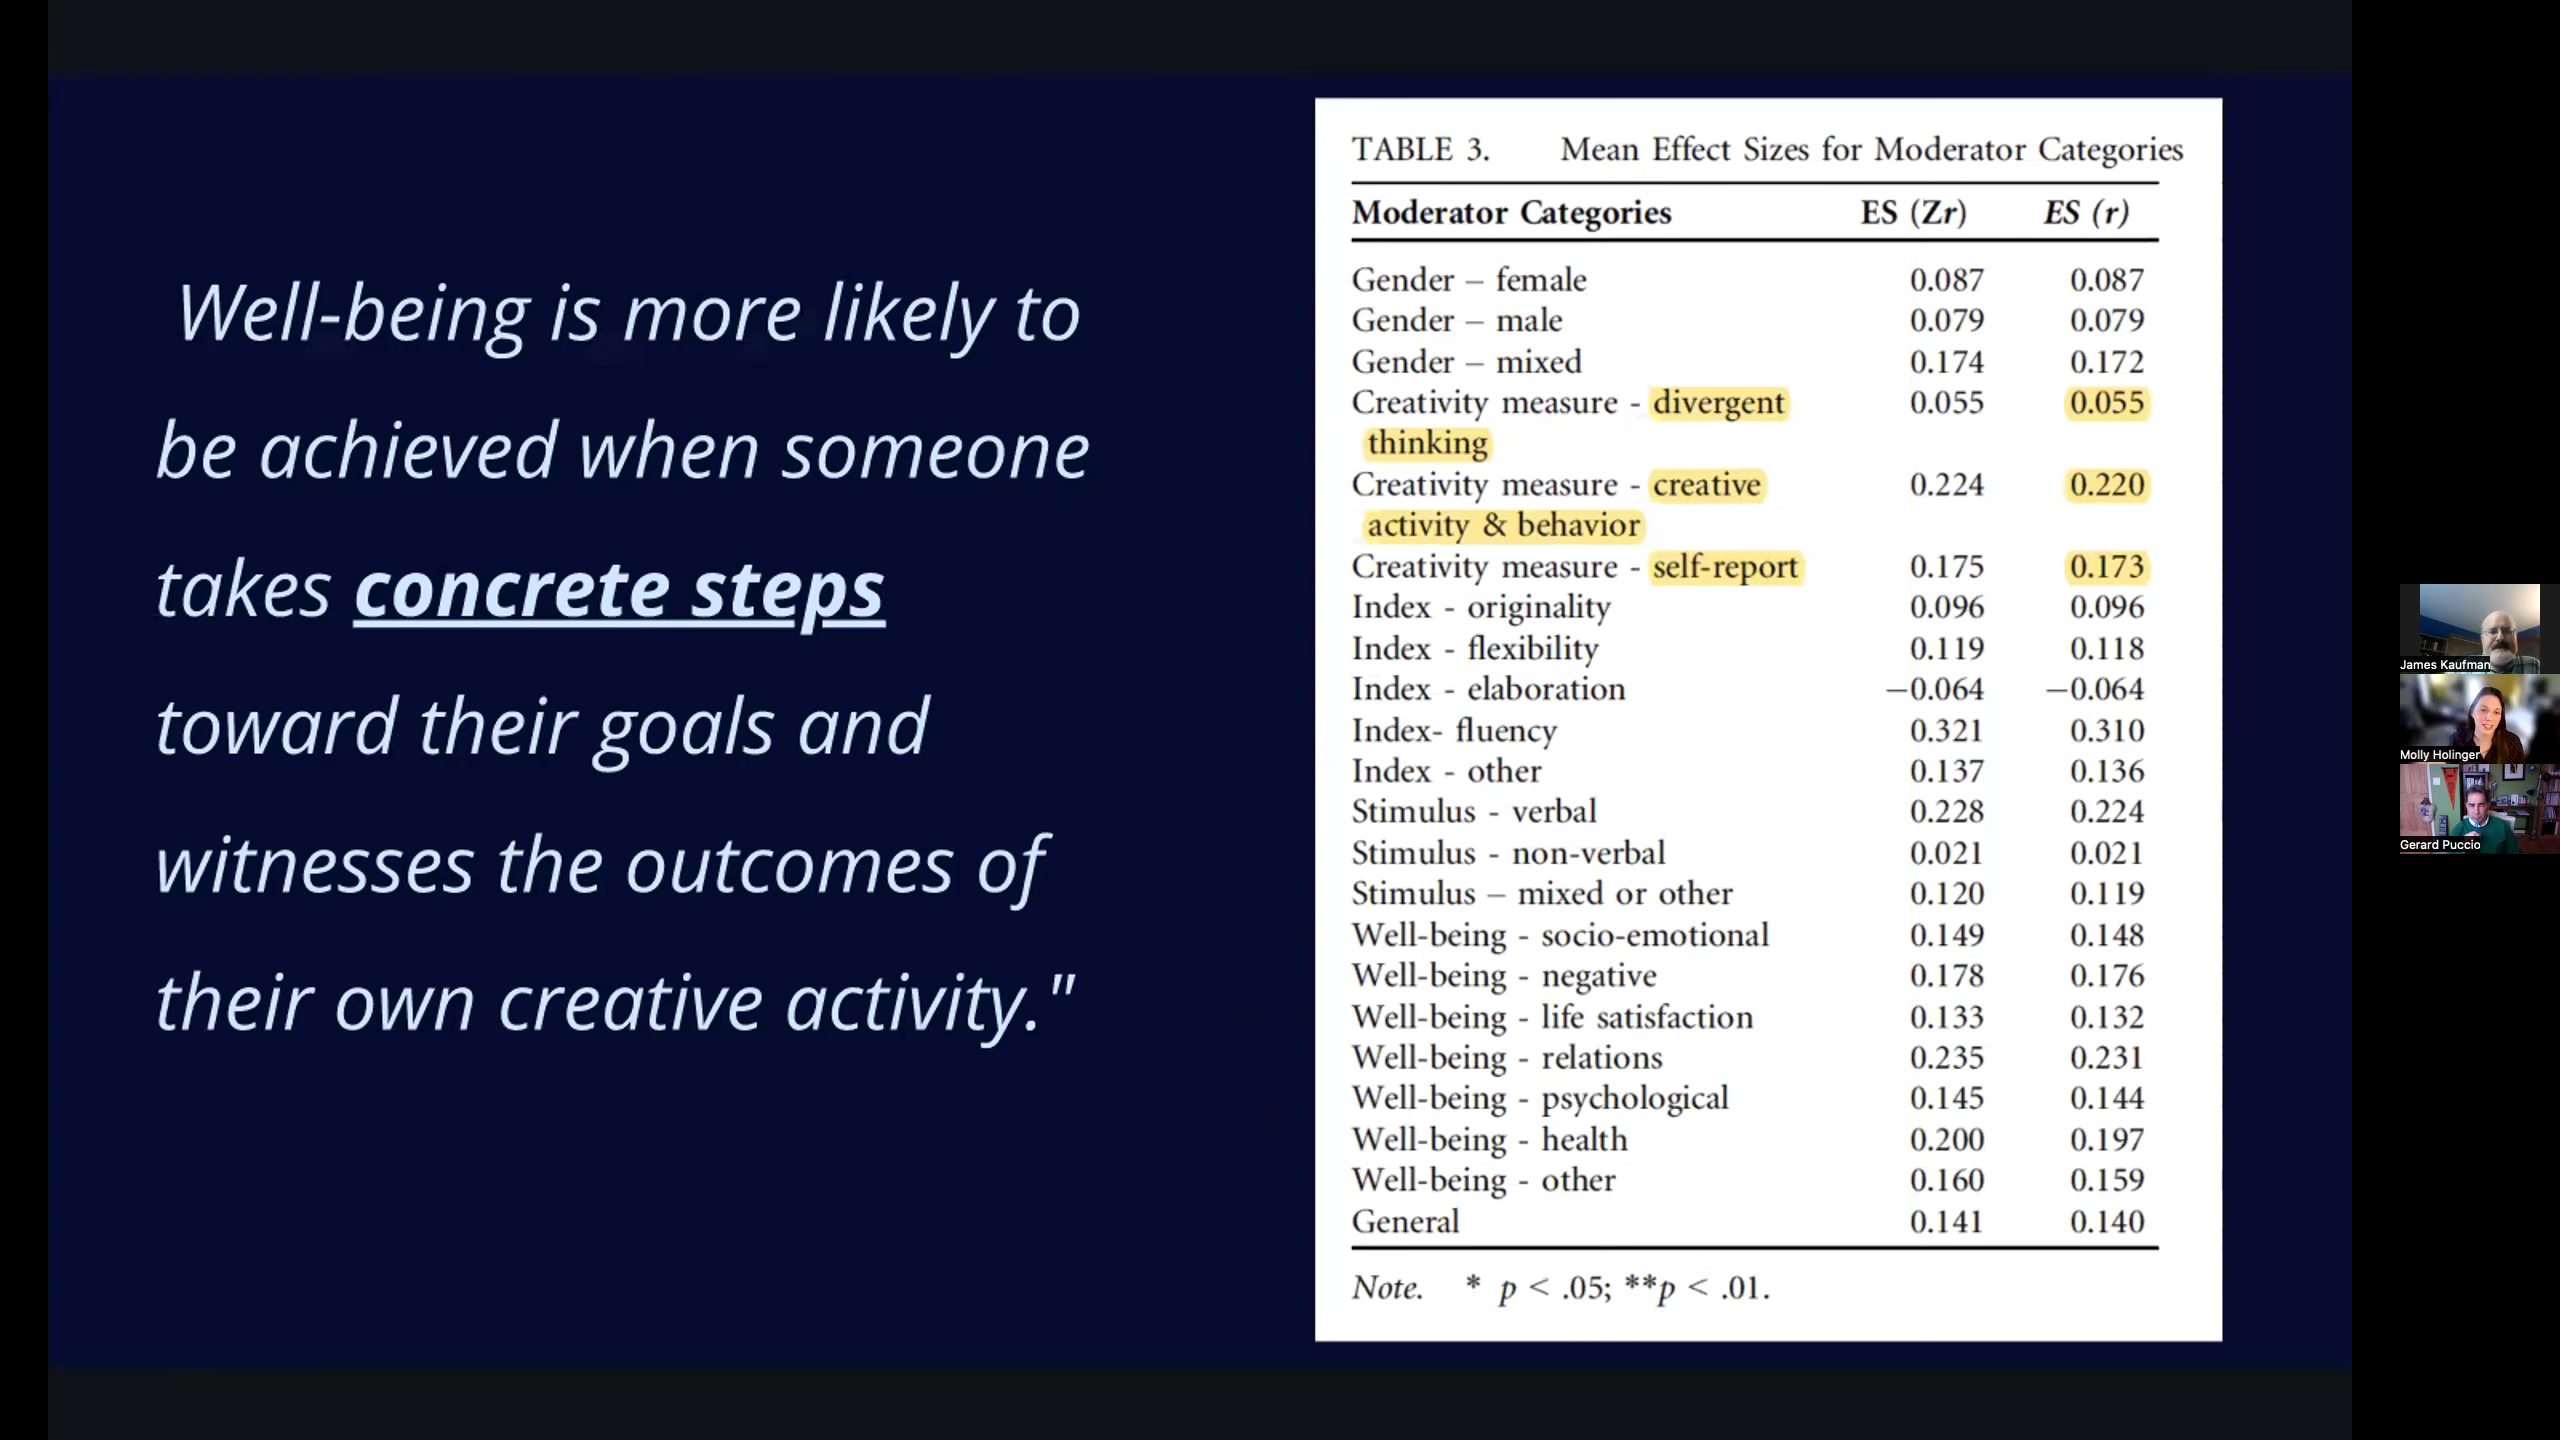 Well-being is more likely to
be achieved when someone
takes concrete steps
toward their goals and
witnesses the outcomes of
their own creative activity."
TABLE 3. Mean Effect Sizes for Moderator Categories
Moderator Categories ES (Zr) ES (r)
Gender – female 0.087 0.087
Gender – male 0.079 0.079
Gender – mixed 0.174 0.172
Creativity measure - divergent 0.055 0.055
thinking
Creativity measure - creative 0.224 0.220
activity & behavior
Creativity measure - self-report 0.175 0.173
Index - originality 0.096 0.096
Index - flexibility 0.119 0.118
Index - elaboration −0.064 −0.064
Index- fluency 0.321 0.310
Index - other 0.137 0.136
Stimulus - verbal 0.228 0.224
Stimulus - non-verbal 0.021 0.021
Stimulus – mixed or other 0.120 0.119
Well-being - socio-emotional 0.149 0.148
Well-being - negative 0.178 0.176
Well-being - life satisfaction 0.133 0.132
Well-being - relations 0.235 0.231
Well-being - psychological 0.145 0.144
Well-being - health 0.200 0.197
Well-being - other 0.160 0.159
General 0.141 0.140
Note. * p < .05; **p < .01.
James Kaufman
Molly Holinger
Gerard Puccio